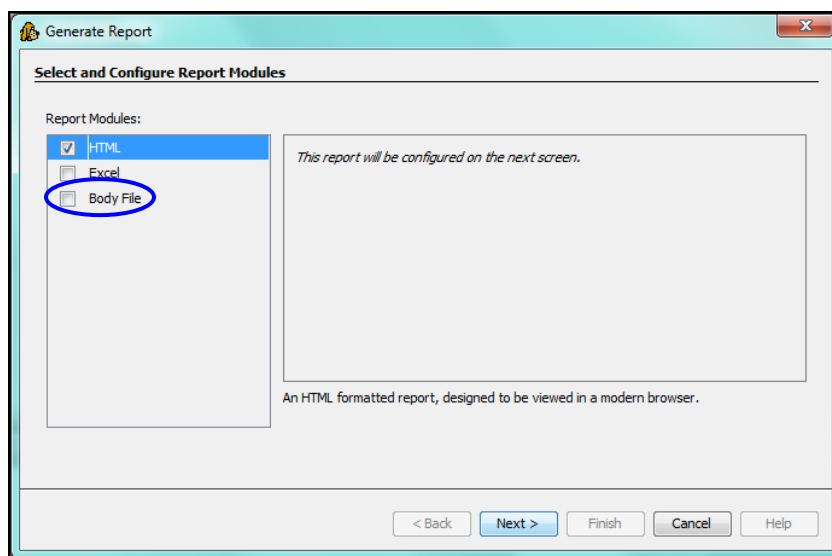 Generate Report
Select and Configure Report Modules
Report Modules:
HTML
Excel
Body File
This report will be configured on the next screen.
An HTML formatted report, designed to be viewed in a modern browser.
< Back
Next >
Finish
Cancel
Help